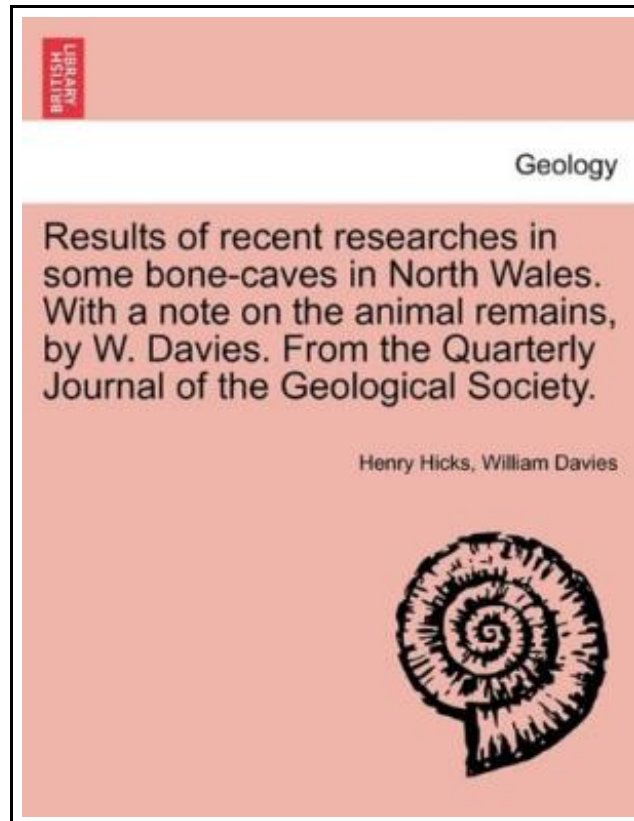 BRITISH
LIBRARY
Geology
Results of recent researches in
some bone-caves in North Wales.
With a note on the animal remains,
by W. Davies. From the Quarterly
Journal of the Geological Society.
Henry Hicks, William Davies